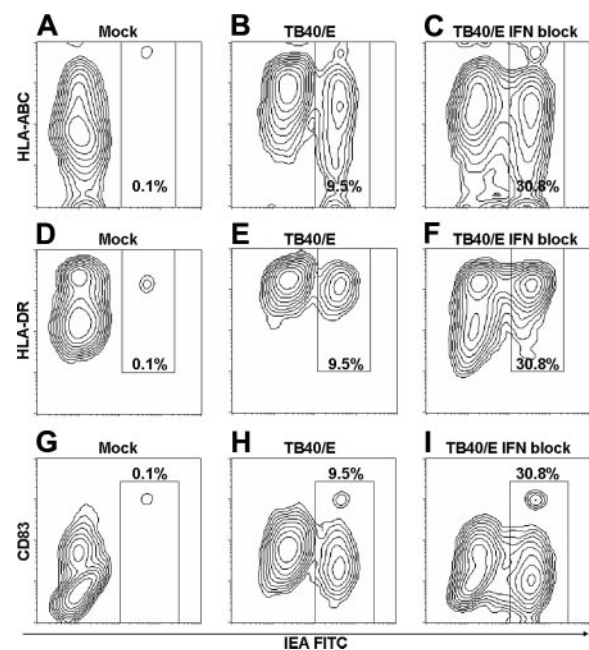 A Mock B TB40/E C TB40/E IFN block
HLA-ABC
0.1% 9.5% 30.8%
D Mock E TB40/E F TB40/E IFN block
HLA-DR
0.1% 9.5% 30.8%
G Mock H TB40/E I TB40/E IFN block
0.1% 9.5% 30.8%
CD83
IEA FITC